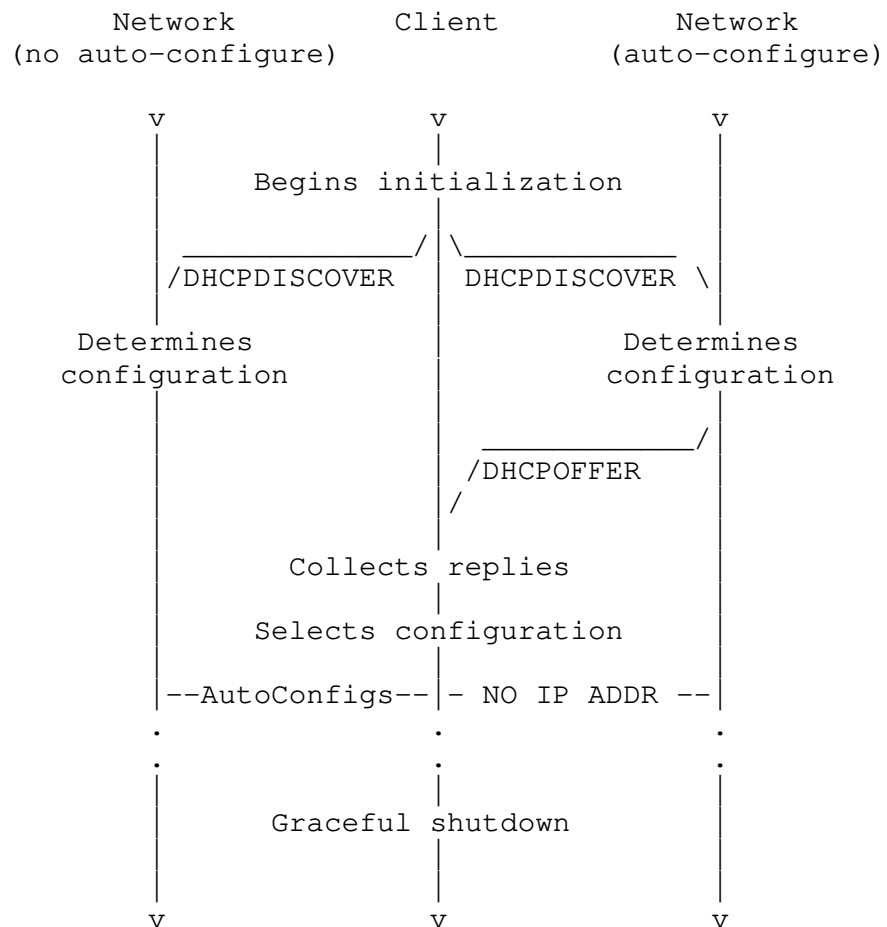 Network Client Network
(no auto-configure) (auto-configure)
v v v
Begins initialization
DHCPDISCOVER DHCPDISCOVER
Determines Determines
configuration configuration
DHCPOFFER
Collects replies
Selects configuration
--AutoConfigs-- - NO IP ADDR --
. . .
. . .
Graceful shutdown
v v v